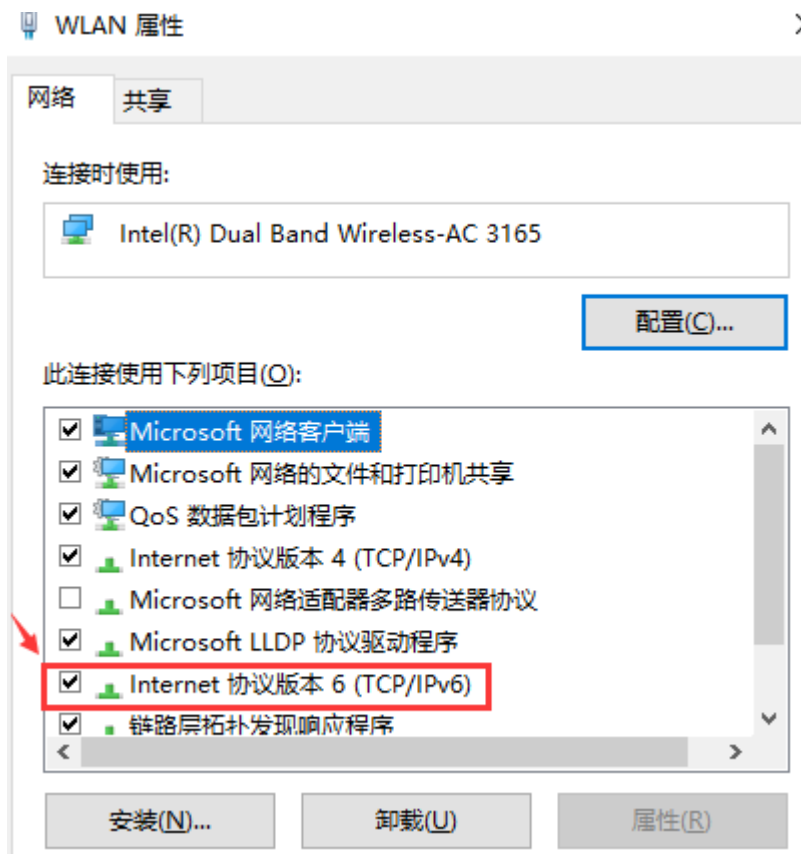 WLAN 属性
网络 共享
连接时使用:
Intel(R) Dual Band Wireless-AC 3165
配置(C)...
此连接使用下列项目(O):
Microsoft 网络客户端
Microsoft 网络的文件和打印机共享
QoS 数据包计划程序
Internet 协议版本 4 (TCP/IPv4)
Microsoft 网络适配器多路传送器协议
Microsoft LLDP 协议驱动程序
Internet 协议版本 6 (TCP/IPv6)
链路层拓扑发现响应程序
安装(N)... 卸载(U) 属性(R)